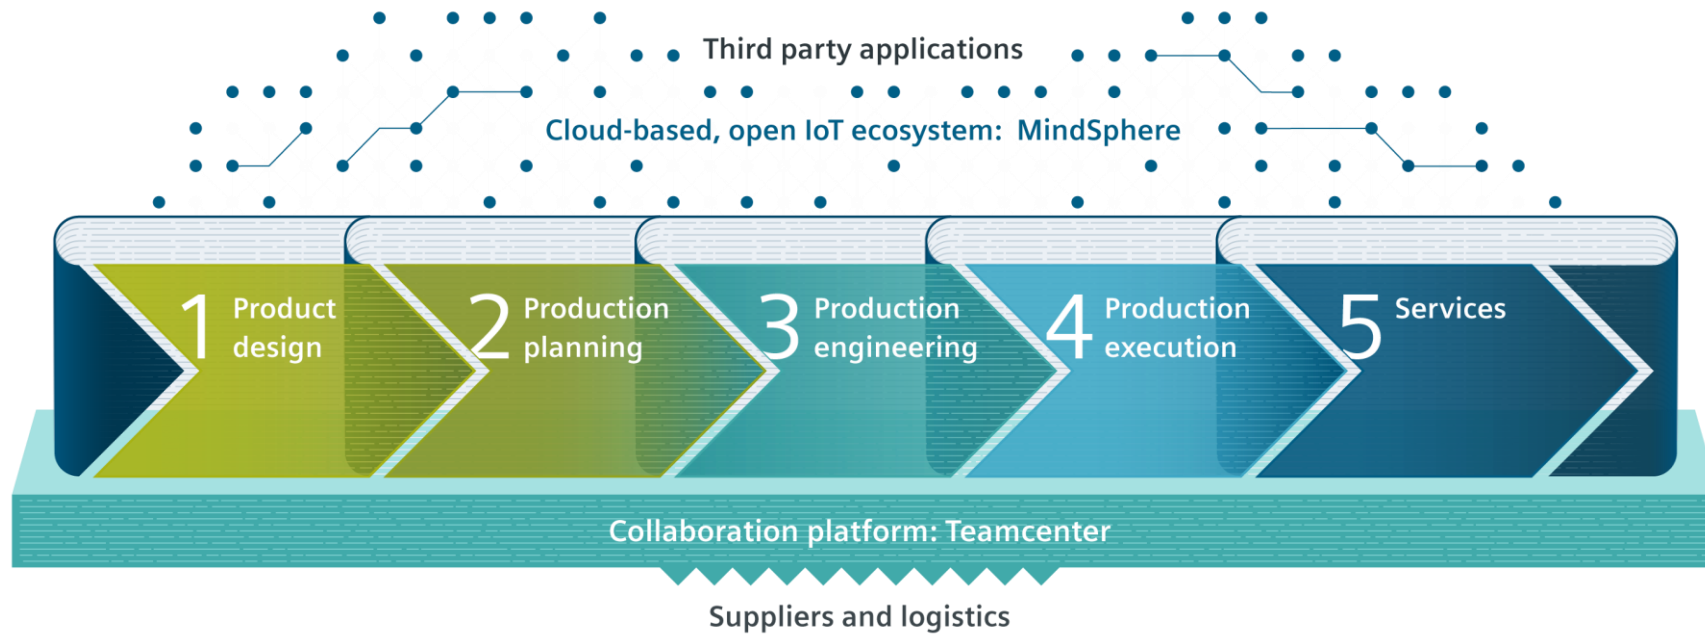 Third party applications
Cloud-based, open IoT ecosystem: MindSphere
1 Product
design
2 Production
planning
3 Production
engineering
4 Production
execution
5 Services
Collaboration platform: Teamcenter
Suppliers and logistics